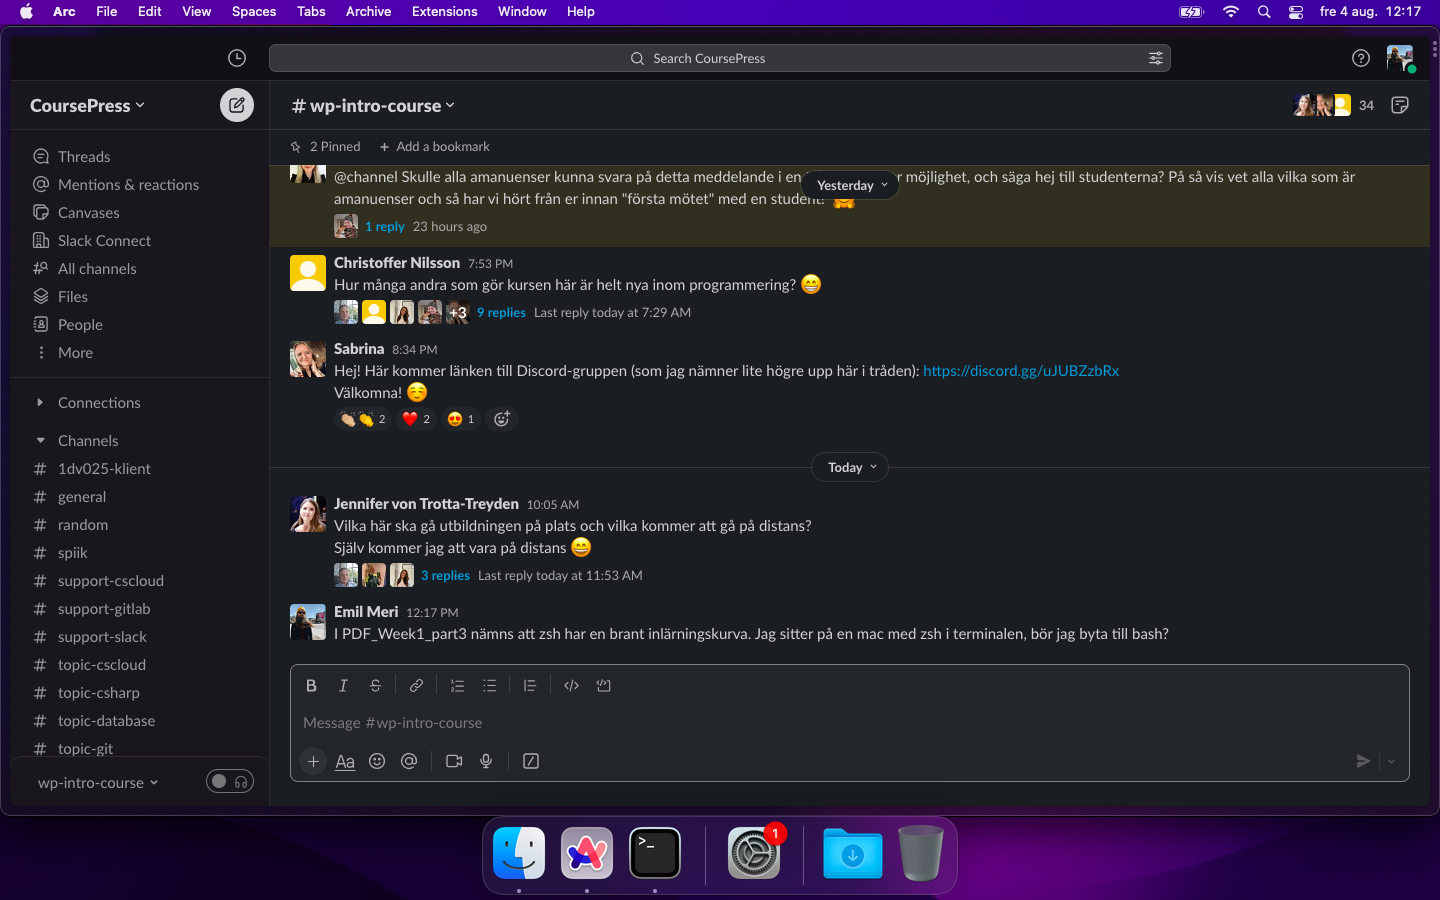 Arc File Edit View Spaces Tabs Archive Extensions Window Help fre 4 aug. 12:17
Search CoursePress
CoursePress
# wp-intro-course
34
2 Pinned + Add a bookmark
Threads
Mentions & reactions
Canvases
Slack Connect
All channels
Files
People
More
Connections
Channels
# 1dv025-klient
# general
# random
# spiik
# support-cscloud
# support-gitlab
# support-slack
# topic-cscloud
# topic-csharp
# topic-database
# topic-git
wp-intro-course
@channel Skulle alla amanuenser kunna svara på detta meddelande i en möjlighet, och säga hej till studenterna? På så vis vet alla vilka som är
Yesterday
amanuenser och så har vi hört från er innan "första mötet" med en student!
1 reply 23 hours ago
Christoffer Nilsson 7:53 PM
Hur många andra som gör kursen här är helt nya inom programmering? 😁
+3 9 replies Last reply today at 7:29 AM
Sabrina 8:34 PM
Hej! Här kommer länken till Discord-gruppen (som jag nämner lite högre upp här i tråden): https://discord.gg/uJUBZzbRx
Välkomna! ☺️
2 2 1
Today
Jennifer von Trotta-Treyden 10:05 AM
Vilka här ska gå utbildningen på plats och vilka kommer att gå på distans?
Själv kommer jag att vara på distans 😄
3 replies Last reply today at 11:53 AM
Emil Meri 12:17 PM
I PDF_Week1_part3 nämns att zsh har en brant inlärningskurva. Jag sitter på en mac med zsh i terminalen, bör jag byta till bash?
B I S
Message #wp-intro-course
+ Aa @
>_
1